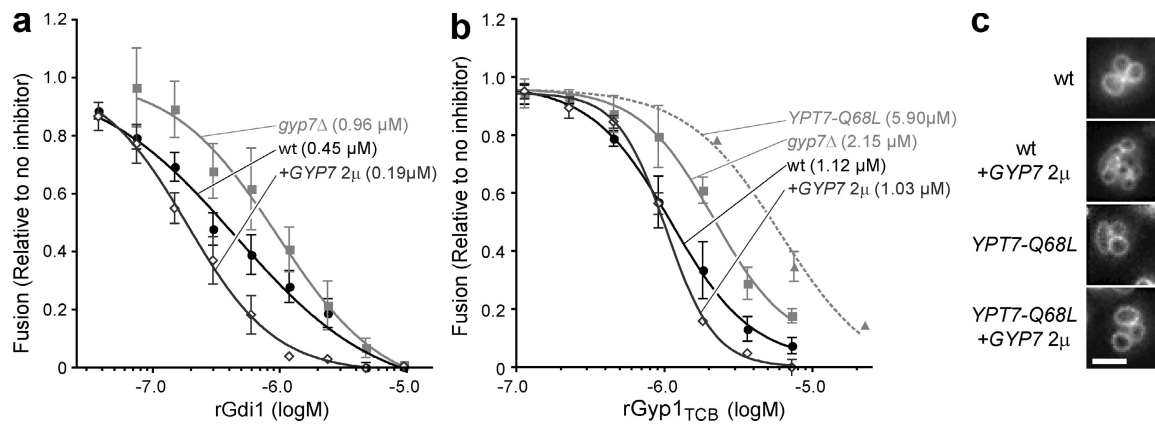 a
Fusion (Relative to no inhibitor)
1.2
1.0
0.8
0.6
0.4
0.2
0
gyp7Δ (0.96 µM)
wt (0.45 µM)
+GYP7 2µ (0.19µM)
-7.0
-6.0
-5.0
rGdi1 (logM)
b
Fusion (Relative to no inhibitor)
1.2
1.0
0.8
0.6
0.4
0.2
0
YPT7-Q68L (5.90µM)
gyp7Δ (2.15 µM)
wt (1.12 µM)
+GYP7 2µ (1.03 µM)
-7.0
-6.0
-5.0
rGyp1TCB (logM)
c
wt
wt
+GYP7 2µ
YPT7-Q68L
YPT7-Q68L
+GYP7 2µ